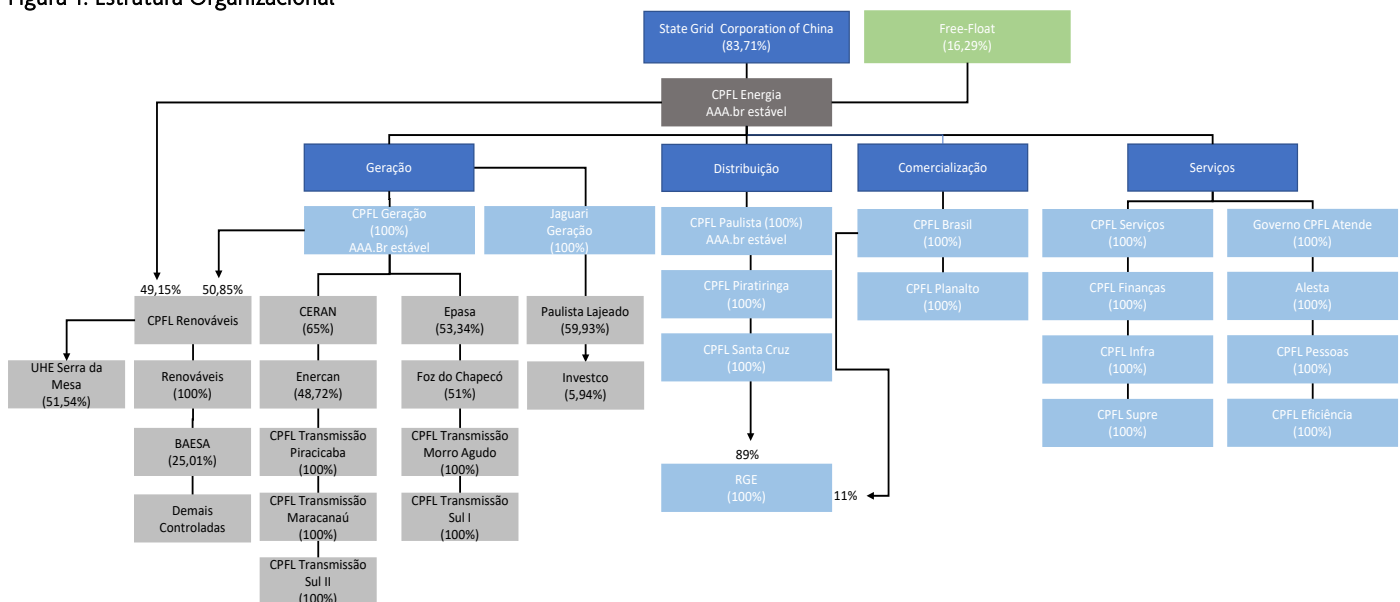 Figura 1: Estrutura Organizacional
State Grid Corporation of China
(83,71%)
Free-Float
(16,29%)
CPFL Energia
AAA.br estável
Geração
Distribuição
Comercialização
Serviços
CPFL Geração
(100%)
AAA.Br estável
Jaguari
Geração
(100%)
CPFL Paulista (100%)
AAA.br estável
CPFL Brasil
(100%)
CPFL Serviços
(100%)
Governo CPFL Atende
(100%)
49,15%
50,85%
CPFL Renováveis
CERAN
(65%)
Epasa
(53,34%)
Paulista Lajeado
(59,93%)
CPFL Piratiringa
(100%)
CPFL Planalto
(100%)
CPFL Finanças
(100%)
Alesta
(100%)
UHE Serra da
Mesa
(51,54%)
Renováveis
(100%)
Enercan
(48,72%)
Foz do Chapecó
(51%)
Investco
(5,94%)
CPFL Santa Cruz
(100%)
CPFL Infra
(100%)
CPFL Pessoas
(100%)
BAESA
(25,01%)
CPFL Transmissão
Piracicaba
(100%)
CPFL Transmissão
Morro Agudo
(100%)
CPFL Supre
(100%)
CPFL Eficiência
(100%)
89%
RGE
(100%)
11%
Demais
Controladas
CPFL Transmissão
Maracanaú
(100%)
CPFL Transmissão
Sul I
(100%)
CPFL Transmissão
Sul II
(100%)